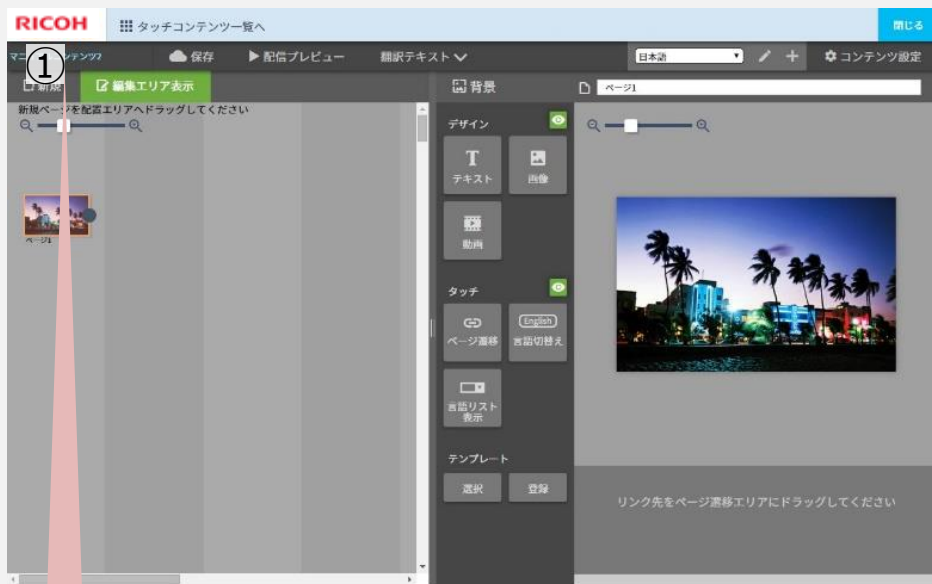 RICOH タッチコンテンツ一覧へ 閉じる
保存 配信プレビュー 翻訳テキスト 日本語 コンテンツ設定
①
新規 編集エリア表示 背景 ページ1
新規ページを配置エリアへドラッグしてください
デザイン
テキスト 画像
動画
ページ1
タッチ
English
ページ遷移 言語切替え
言語リスト
表示
テンプレート
選択 登録
リンク先をページ遷移エリアにドラッグしてください